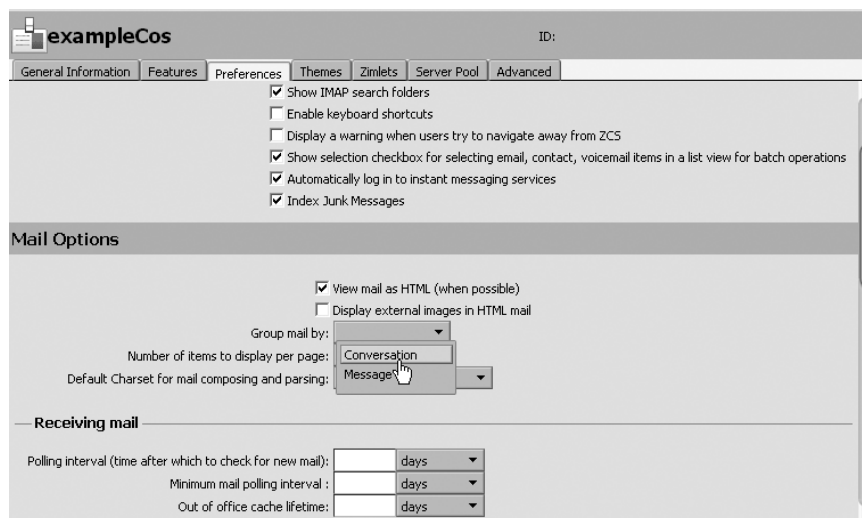 exampleCos ID:
General Information Features Preferences Themes Zimlets Server Pool Advanced
Show IMAP search folders
Enable keyboard shortcuts
Display a warning when users try to navigate away from ZCS
Show selection checkbox for selecting email, contact, voicemail items in a list view for batch operations
Automatically log in to instant messaging services
Index Junk Messages
Mail Options
View mail as HTML (when possible)
Display external images in HTML mail
Group mail by:
Number of items to display per page: Conversation
Default Charset for mail composing and parsing: Message
Receiving mail
Polling interval (time after which to check for new mail): days
Minimum mail polling interval : days
Out of office cache lifetime: days